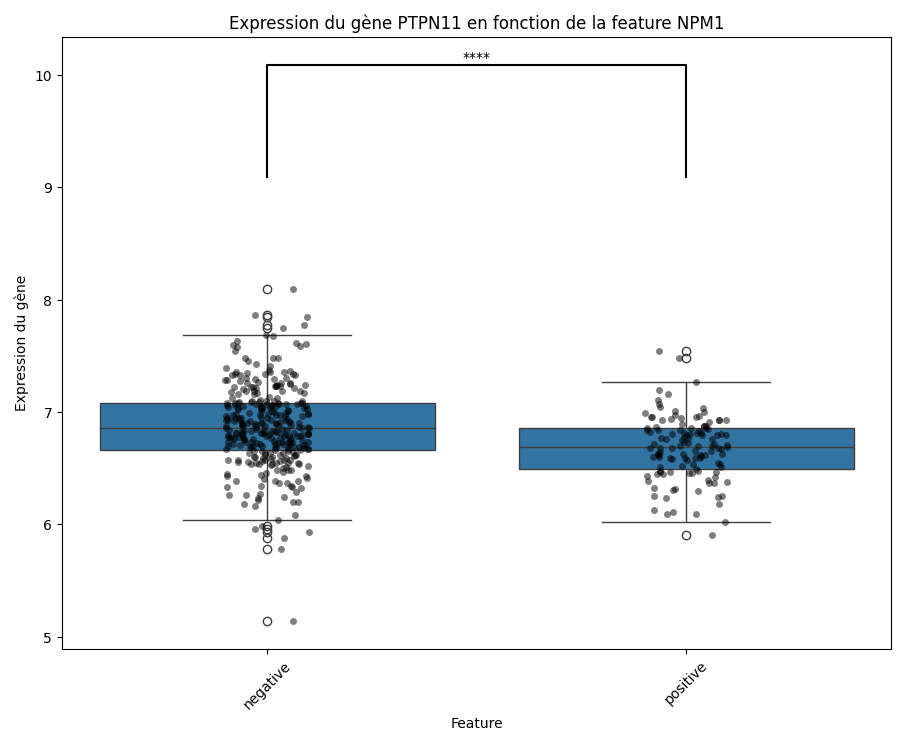 Expression du gène PTPN11 en fonction de la feature NPM1
****
10
9
8
7
6
5
Expression du gène
negative
positive
Feature